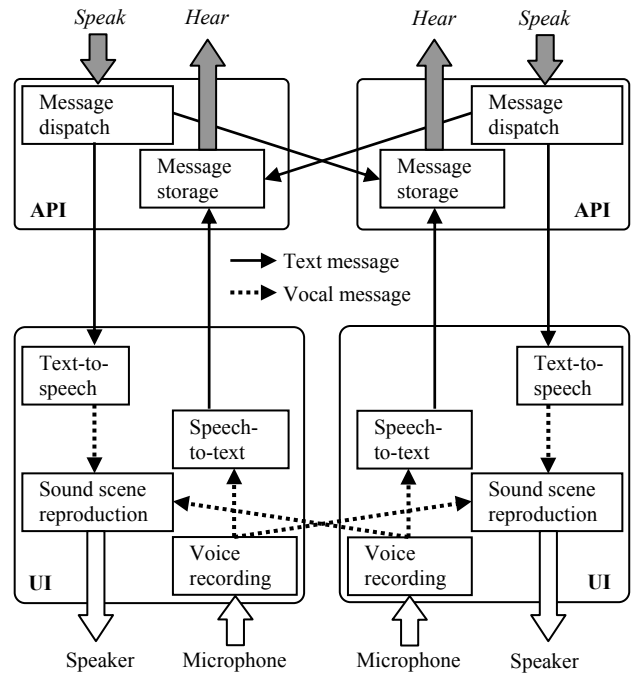 Speak
Hear
Hear
Speak
Message
dispatch
Message
storage
API
Message
dispatch
Message
storage
API
Text message
Vocal message
Text-to-
speech
Speech-
to-text
Sound scene
reproduction
Voice
recording
UI
Text-to-
speech
Speech-
to-text
Sound scene
reproduction
Voice
recording
UI
Speaker
Microphone
Microphone
Speaker